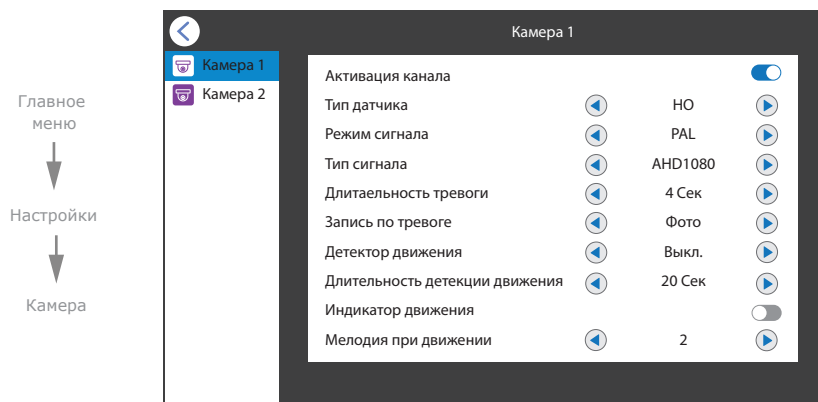 Главное
меню
Настройки
Камера
Камера 1
Камера 1
Камера 2
Активация канала
Тип датчика НО
Режим сигнала PAL
Тип сигнала AHD1080
Длитаельность тревоги 4 Сек
Запись по тревоге Фото
Детектор движения Выкл.
Длительность детекции движения 20 Сек
Индикатор движения
Мелодия при движении 2